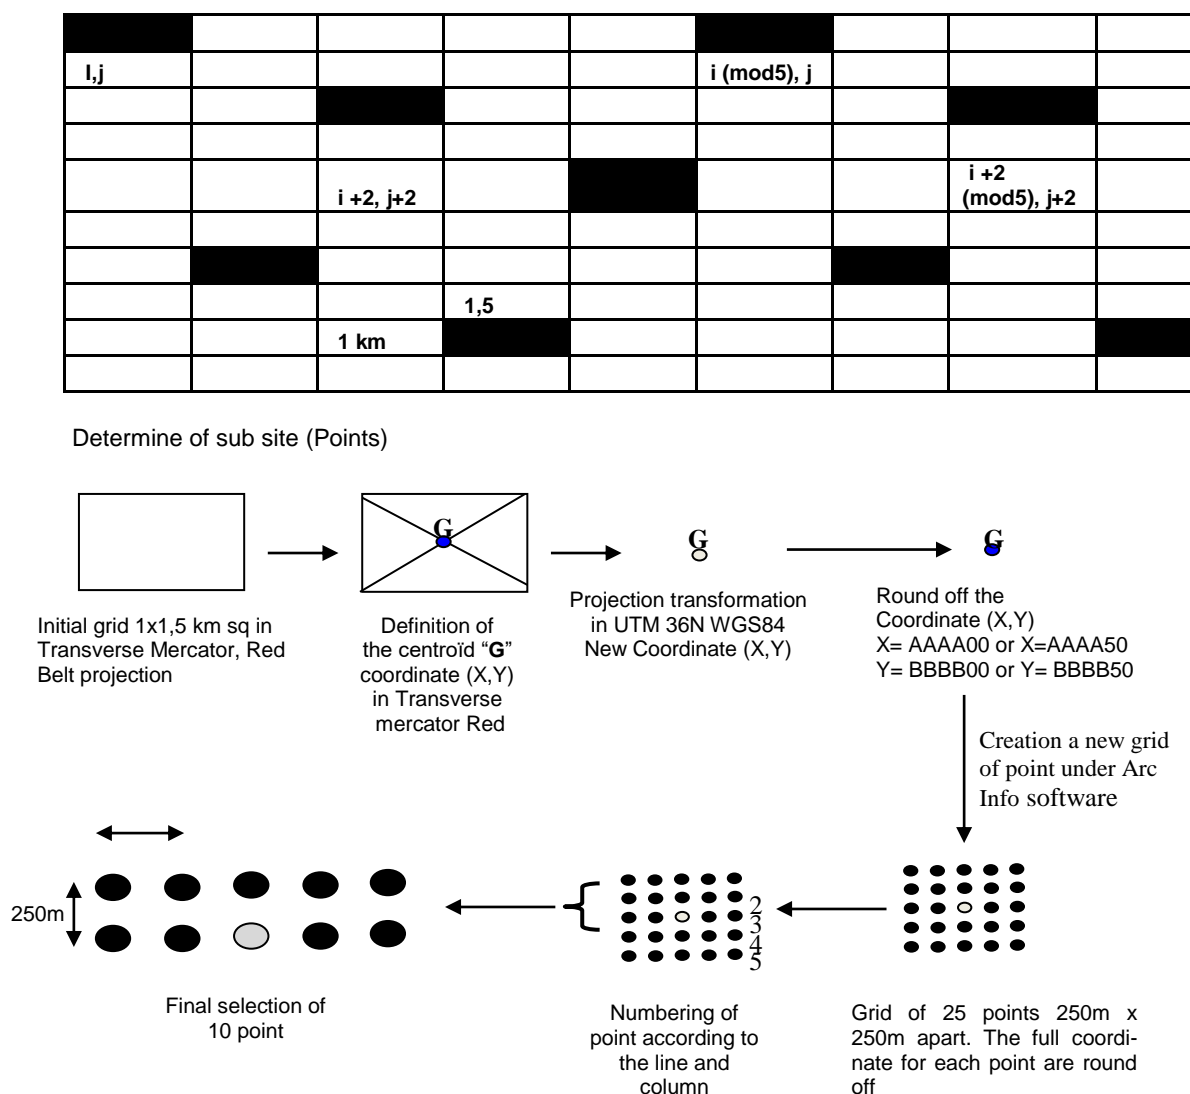 I,j
i (mod5), j
i +2
i +2, j+2
(mod5), j+2
1,5
1 km
Determine of sub site (Points)
G
G
G
Initial grid 1x1,5 km sq in
Transverse Mercator, Red
Belt projection
Definition of
the centroïd “G”
coordinate (X,Y)
in Transverse
mercator Red
Projection transformation
in UTM 36N WGS84
New Coordinate (X,Y)
Round off the
Coordinate (X,Y)
X= AAAA00 or X=AAAA50
Y= BBBB00 or Y= BBBB50
Creation a new grid
of point under Arc
Info software
250m
2
3
4
5
Final selection of
10 point
Numbering of
point according to
the line and
column
Grid of 25 points 250m x
250m apart. The full coordi-
nate for each point are round
off